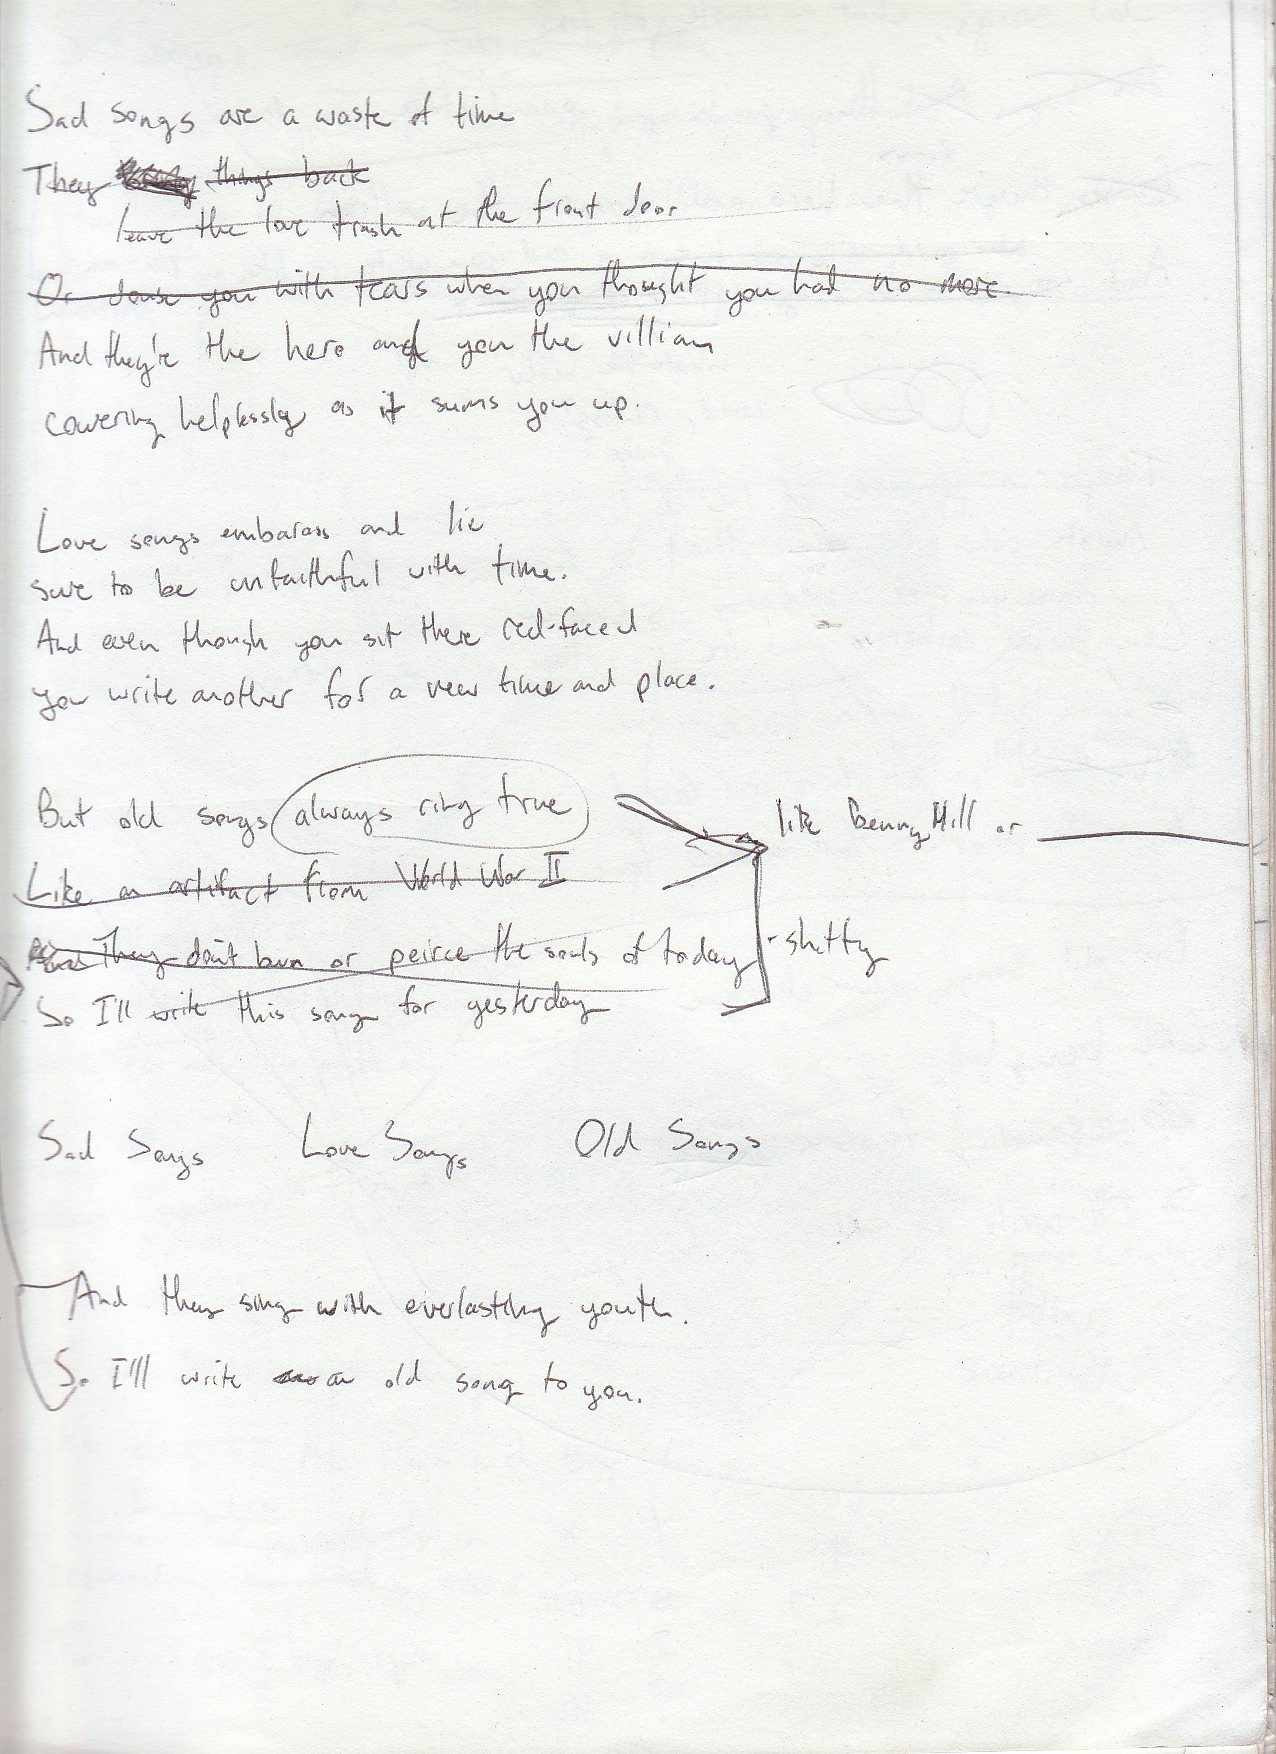 Sad songs are a waste of time
They things back
leave the love trash at the front door
Or douse you with tears when you thought you had no more.
And they're the hero and you the villian
cowering helplessly as it sums you up.
Love songs embarass and lie
sure to be unfaithful with time.
And even though you sit there red-faced
you write another for a new time and place.
But old songs always ring true
like Benny Hill or
Like an artifact from World War II
They don't burn or peirce the souls of today
- shitty
So I'll write this song for yesterday
Sad Songs Love Songs Old Songs
And they sing with everlasting youth.
So I'll write an old song to you.